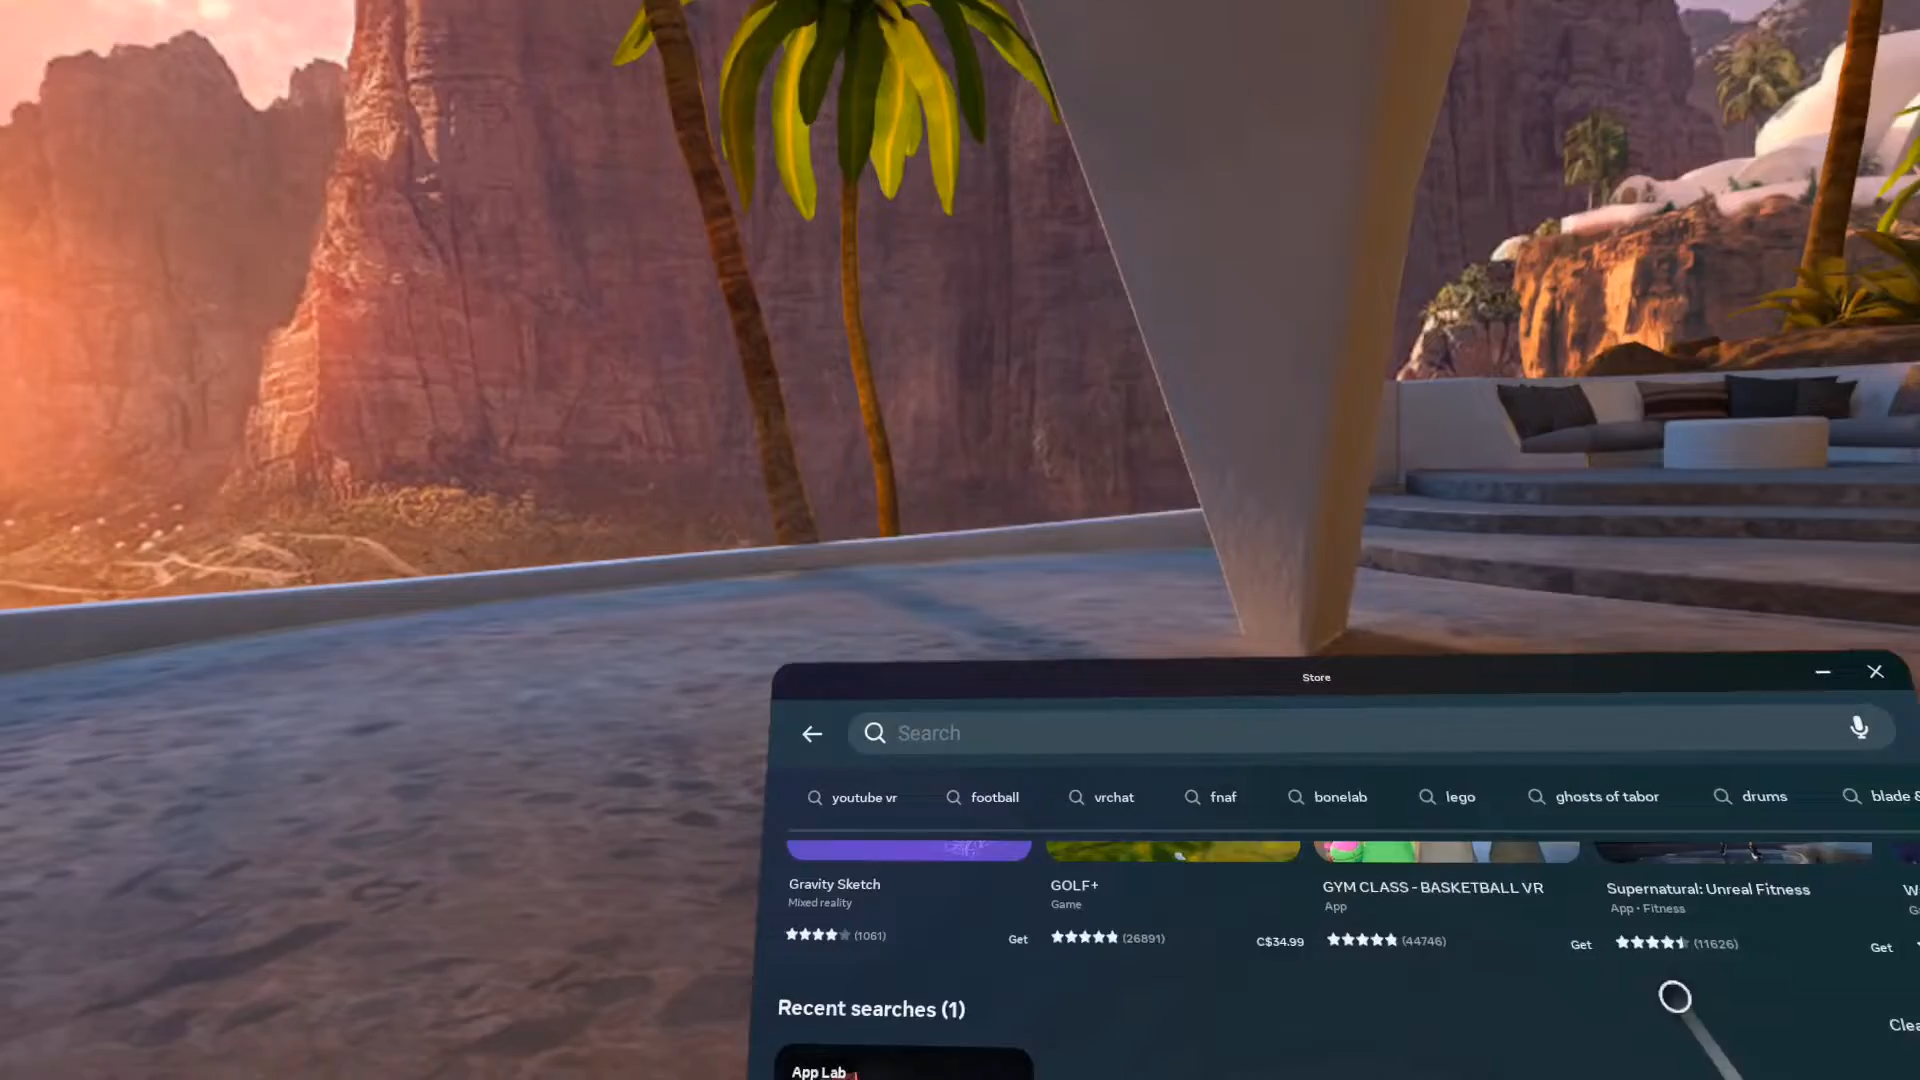 Store
Search
youtube vr
football
vrchat
fnaf
bonelab
lego
ghosts of tabor
drums
blade &
Gravity Sketch
Mixed reality
(1061)
Get
GOLF+
Game
(26891)
C$34.99
GYM CLASS - BASKETBALL VR
App
(44746)
Get
Supernatural: Unreal Fitness
App • Fitness
(11626)
Get
Recent searches (1)
App Lab